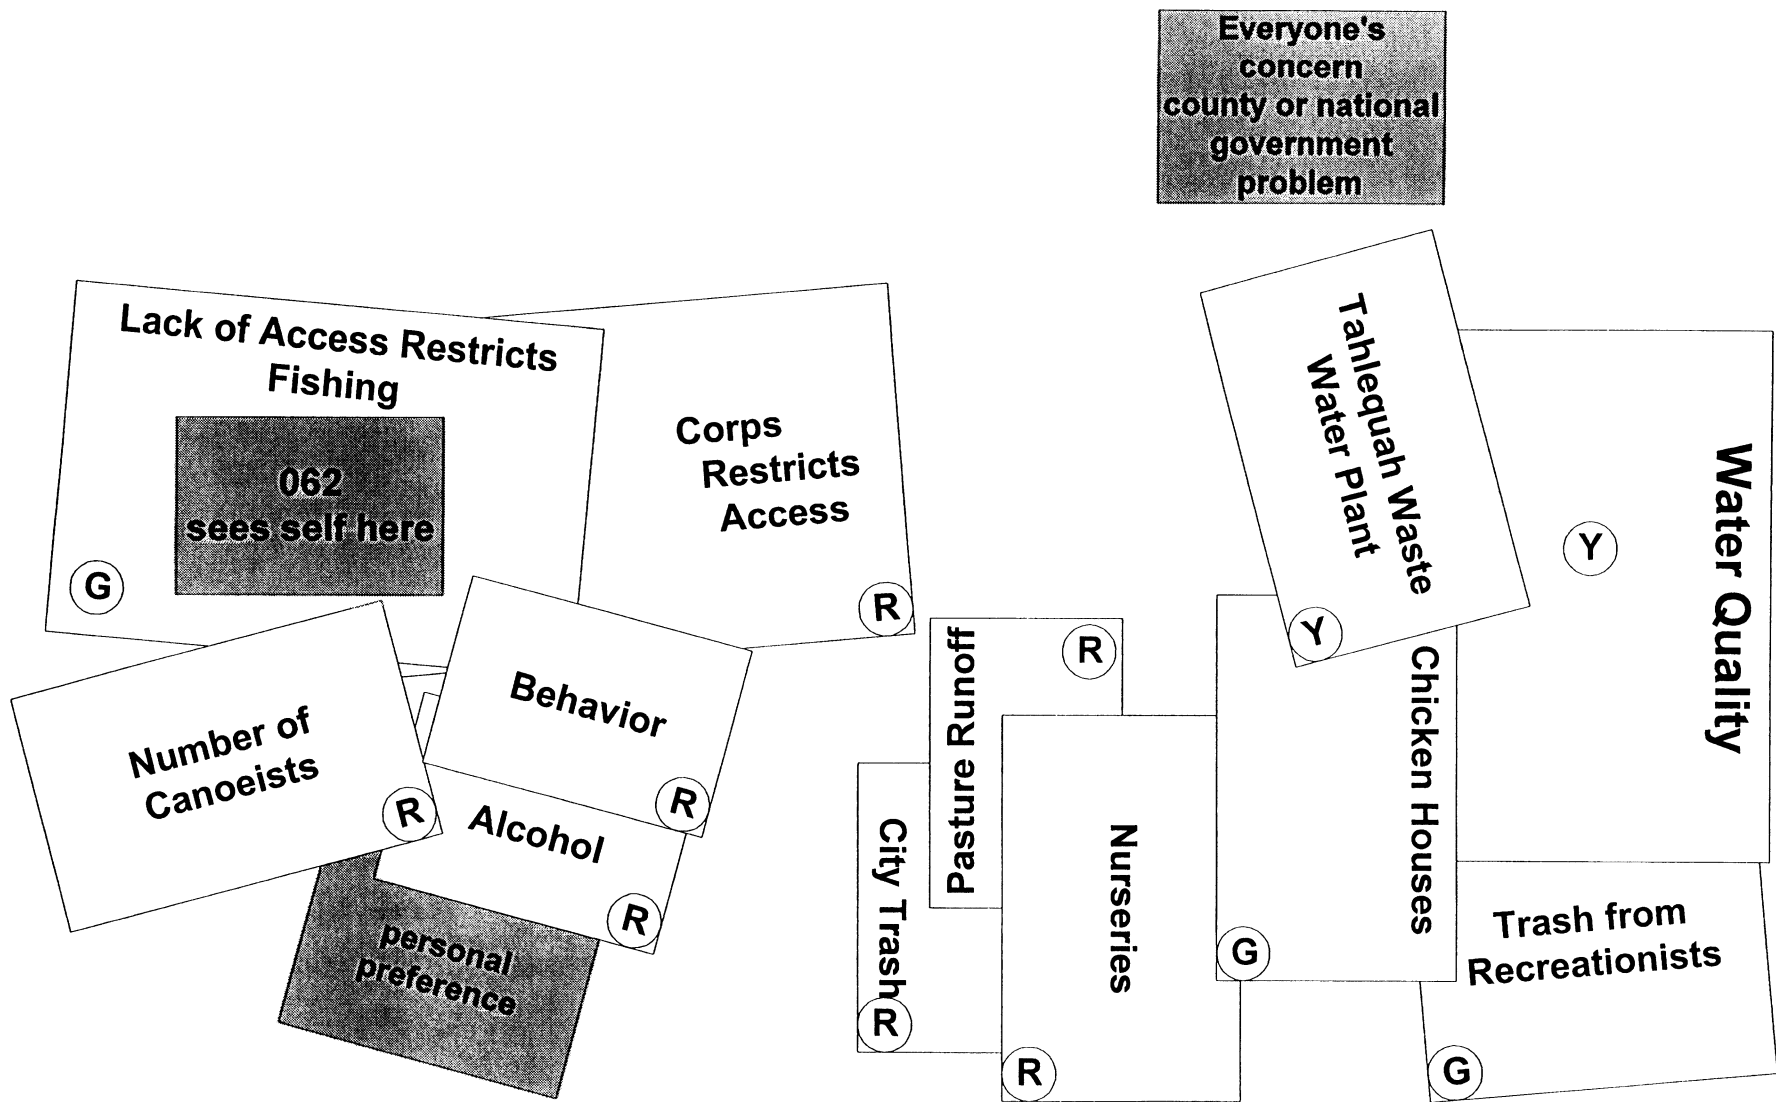 Everyone's
concern
county or national
government
problem
Lack of Access Restricts
Fishing
062
sees self here
G
Corps
Restricts
Access
R
Number of
Canoeists
R
Behavior
R
Alcohol
R
personal
preference
Tahlequah Waste
Water Plant
Y
Water Quality
Y
Pasture Runoff
R
City Trash
R
Nurseries
R
Chicken Houses
G
Trash from
Recreationists
G